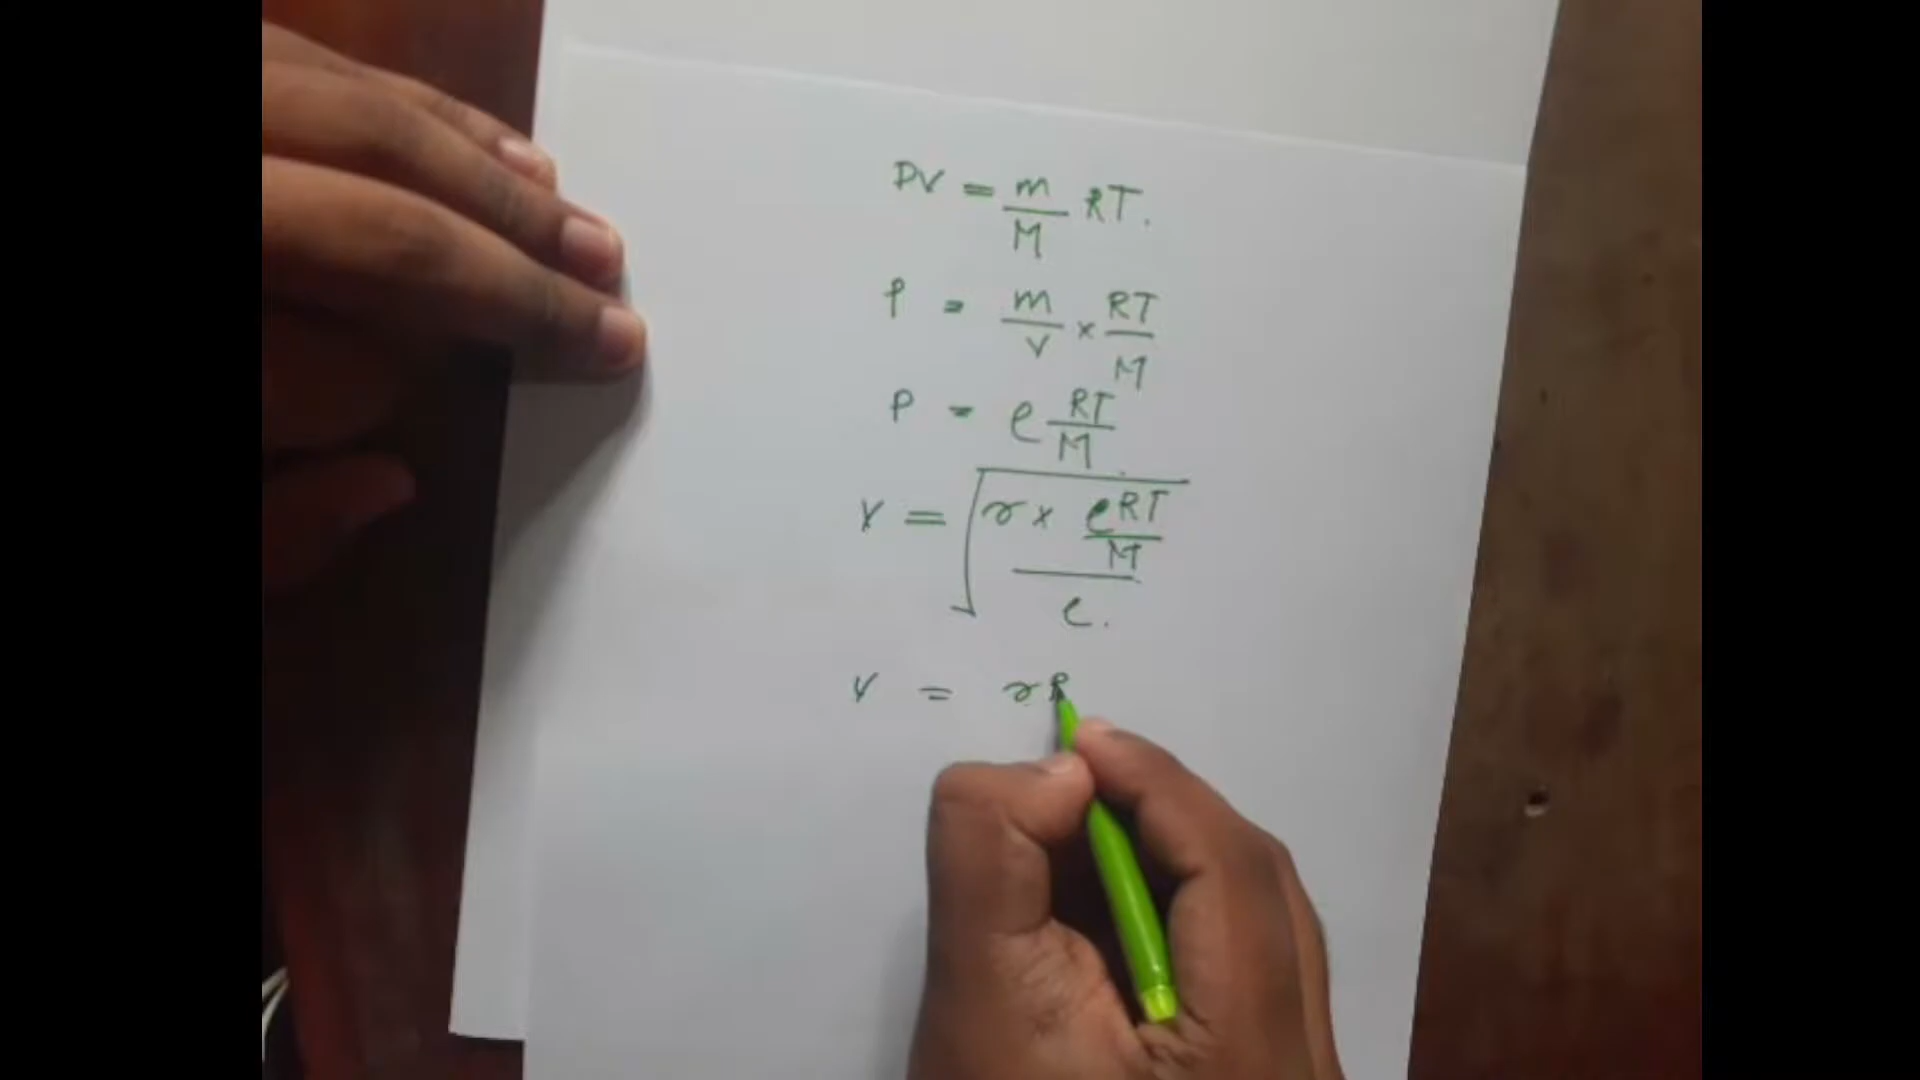 PV = m/M RT.
P = m/V × RT/M
P = ρ RT/M
V = √(γ × ρRT/M / ρ.)
V = γR